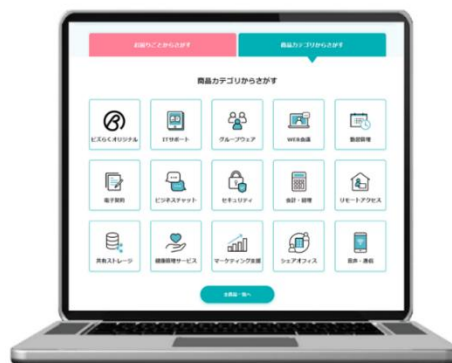 お困りごとからさがす
商品カテゴリからさがす
商品カテゴリからさがす
ビズらくオリジナル
ITサポート
グループウェア
WEB会議
勤怠管理
電子契約
ビジネスチャット
セキュリティ
会計・経理
リモートアクセス
共有ストレージ
健康管理サービス
マーケティング支援
シェアオフィス
音声・通信
全商品一覧へ